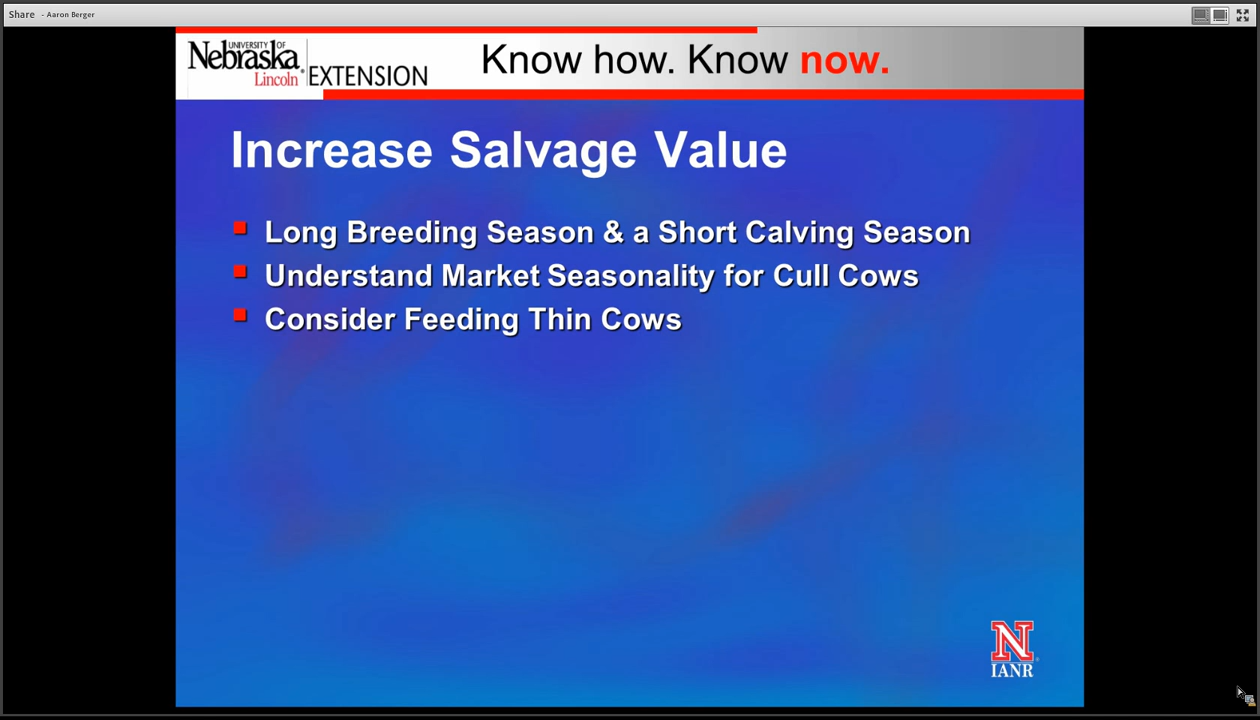 Share - Aaron Berger
UNIVERSITY OF
Nebraska
Lincoln
EXTENSION
Know how. Know now.
Increase Salvage Value
Long Breeding Season & a Short Calving Season
Understand Market Seasonality for Cull Cows
Consider Feeding Thin Cows
N
IANR